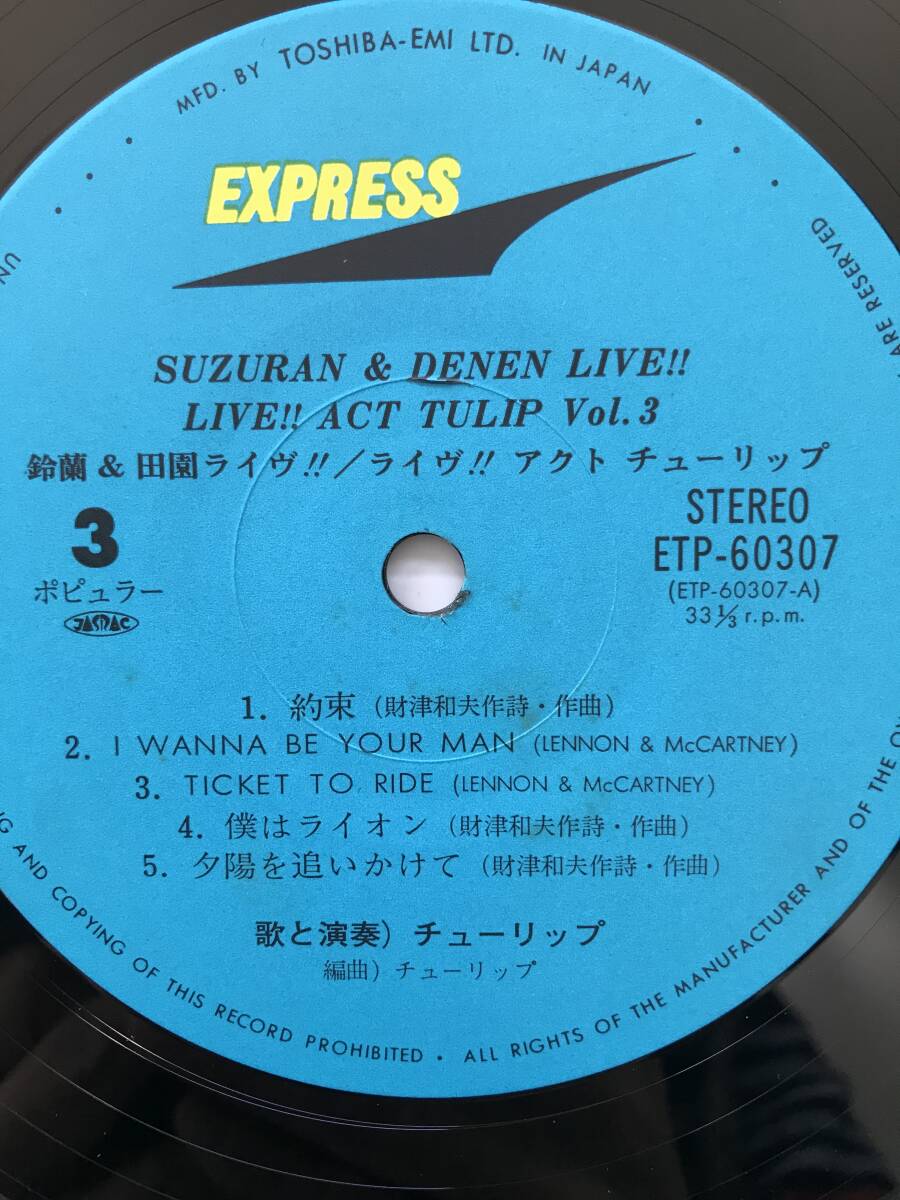 MFD. BY TOSHIBA-EMI LTD. IN JAPAN
EXPRESS
SUZURAN & DENEN LIVE!!
LIVE!! ACT TULIP Vol.3
鈴蘭 & 田園ライヴ!!/ライヴ!! アクト チューリップ
3
ポピュラー
JASRAC
STEREO
ETP-60307
(ETP-60307-A)
33 1/3 r.p.m.
1. 約束 (財津和夫作詩・作曲)
2. I WANNA BE YOUR MAN (LENNON & McCARTNEY)
3. TICKET TO RIDE (LENNON & McCARTNEY)
4. 僕はライオン (財津和夫作詩・作曲)
5. 夕陽を追いかけて (財津和夫作詩・作曲)
歌と演奏) チューリップ
編曲) チューリップ
AND COPYING OF THIS RECORD PROHIBITED • ALL RIGHTS OF THE MANUFACTURER AND OF THE
ARE RESERVED